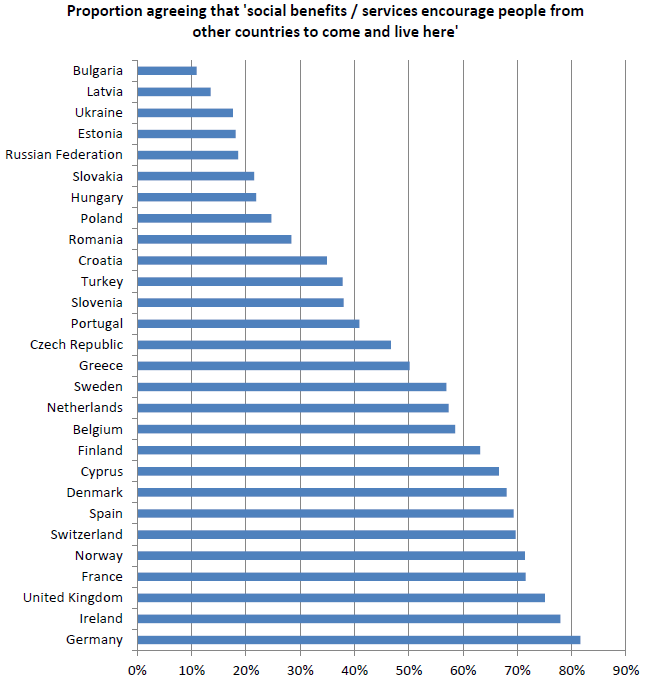 Proportion agreeing that 'social benefits / services encourage people from
other countries to come and live here'
Bulgaria
Latvia
Ukraine
Estonia
Russian Federation
Slovakia
Hungary
Poland
Romania
Croatia
Turkey
Slovenia
Portugal
Czech Republic
Greece
Sweden
Netherlands
Belgium
Finland
Cyprus
Denmark
Spain
Switzerland
Norway
France
United Kingdom
Ireland
Germany
0% 10% 20% 30% 40% 50% 60% 70% 80% 90%